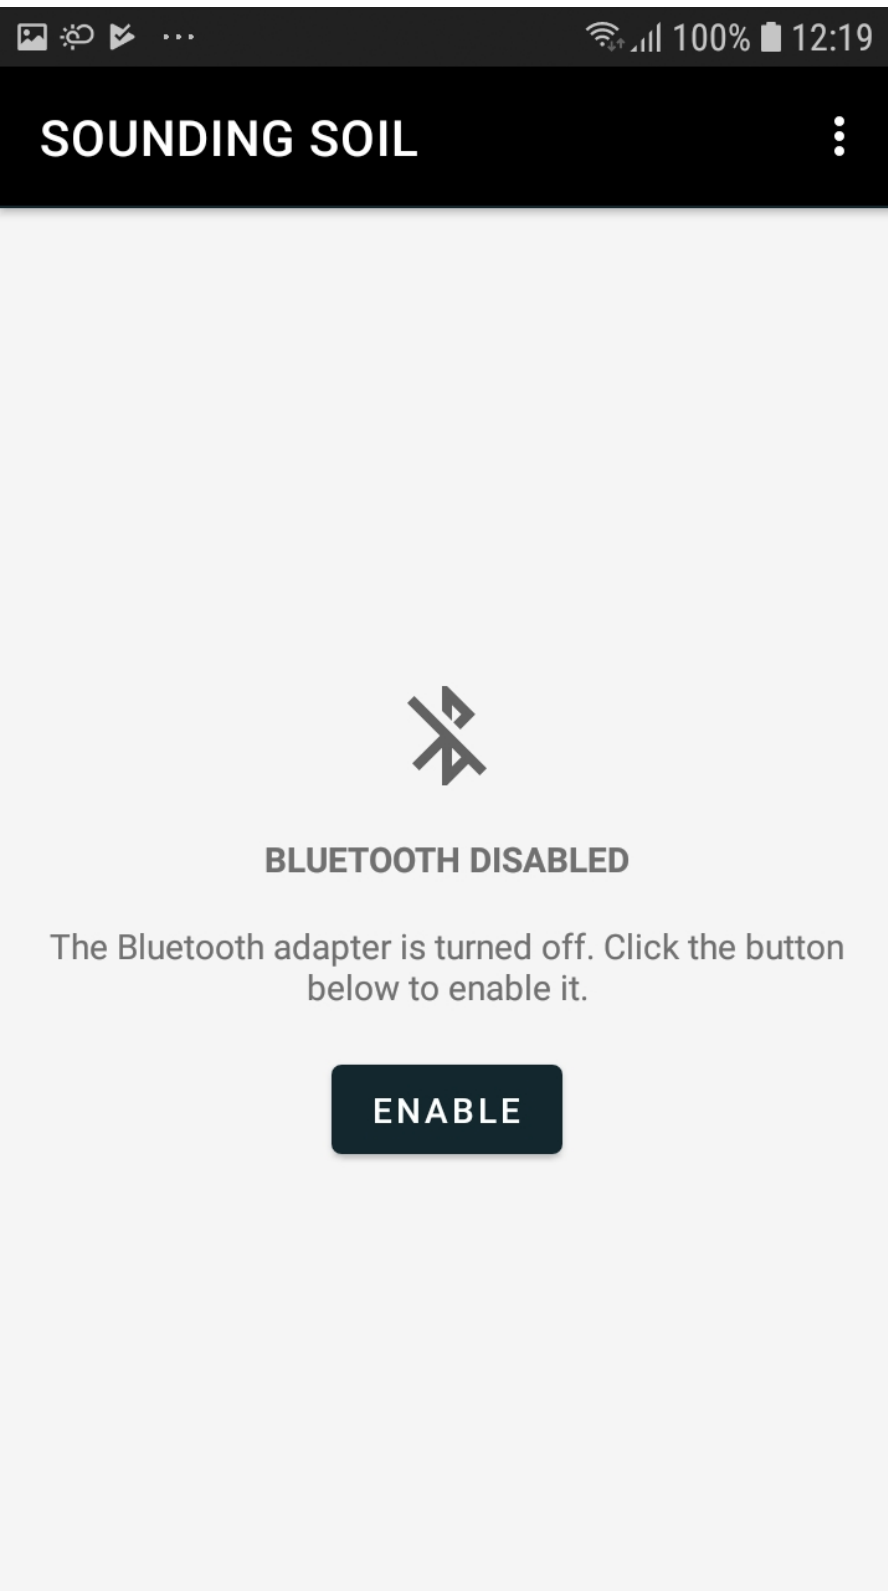 100% 12:19
SOUNDING SOIL
BLUETOOTH DISABLED
The Bluetooth adapter is turned off. Click the button
below to enable it.
ENABLE